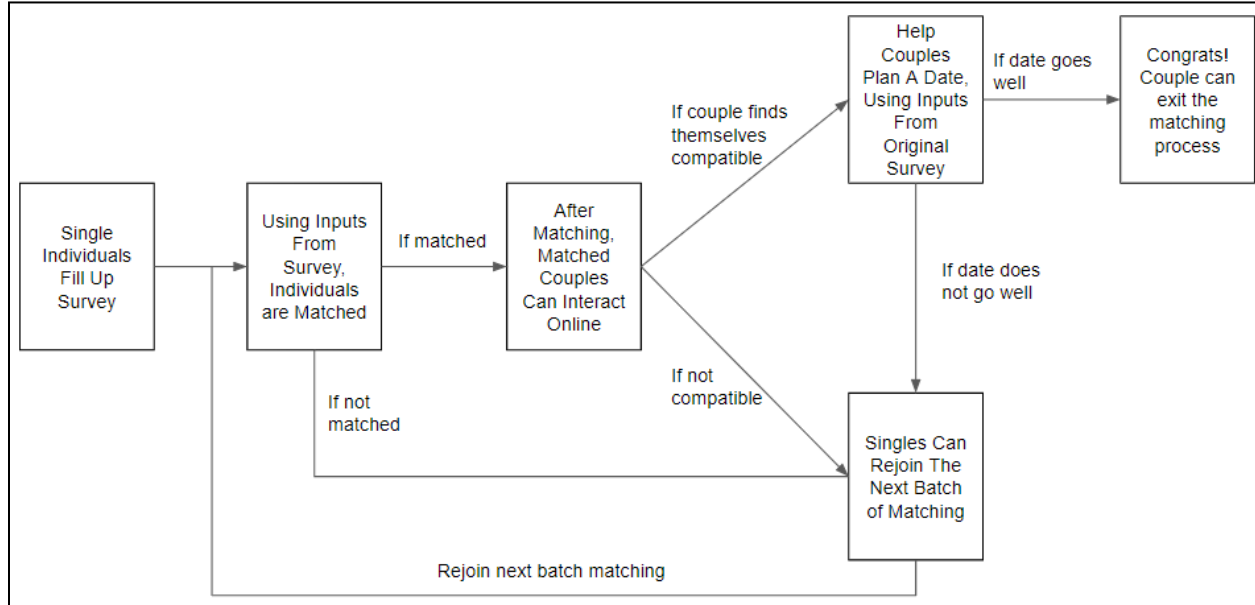 Single
Individuals
Fill Up
Survey
Using Inputs
From
Survey,
Individuals
are Matched
If matched
If not
matched
After
Matching,
Matched
Couples
Can Interact
Online
If couple finds
themselves
compatible
If not
compatible
Help
Couples
Plan A Date,
Using Inputs
From
Original
Survey
If date goes
well
Congrats!
Couple can
exit the
matching
process
If date does
not go well
Singles Can
Rejoin The
Next Batch
of Matching
Rejoin next batch matching